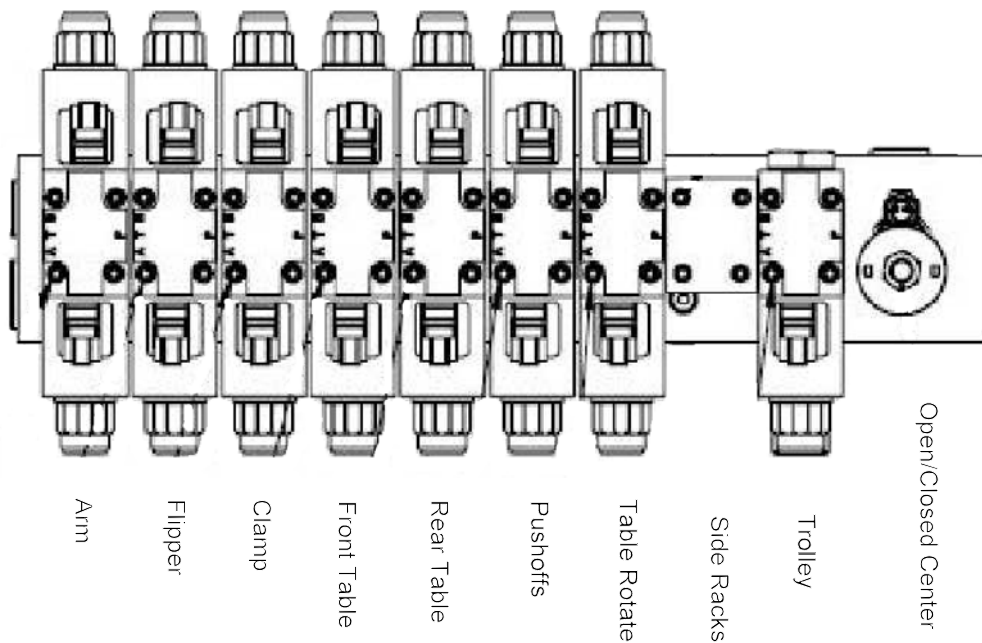 Arm
Flipper
Clamp
Front Table
Rear Table
Pushoffs
Table Rotate
Side Racks
Trolley
Open/Closed Center